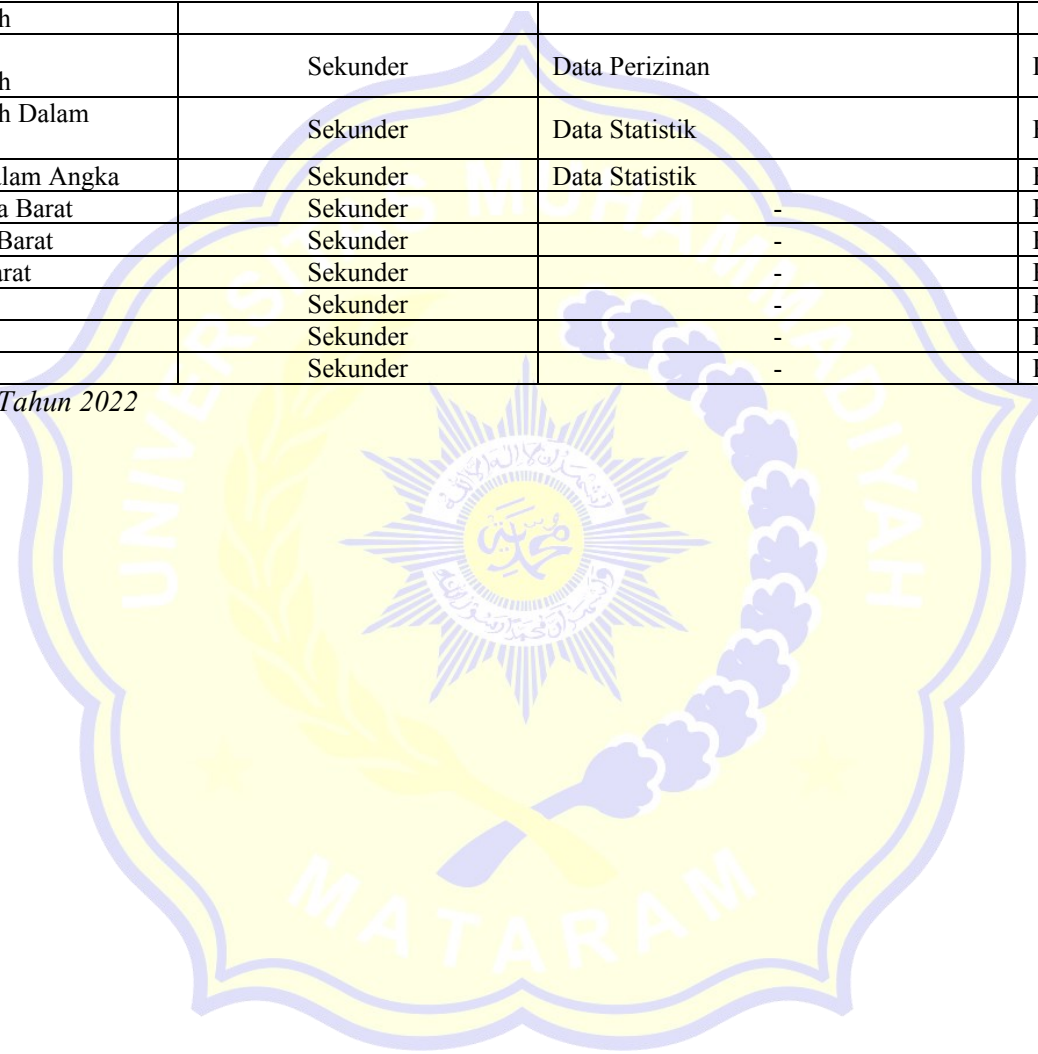 h
h Sekunder Data Perizinan
h Dalam Sekunder Data Statistik
lam Angka Sekunder Data Statistik
a Barat Sekunder -
Barat Sekunder -
arat Sekunder -
Sekunder -
Sekunder -
Sekunder -
Tahun 2022
UNIVERSITAS MUHAMMADIYAH
MATARAM